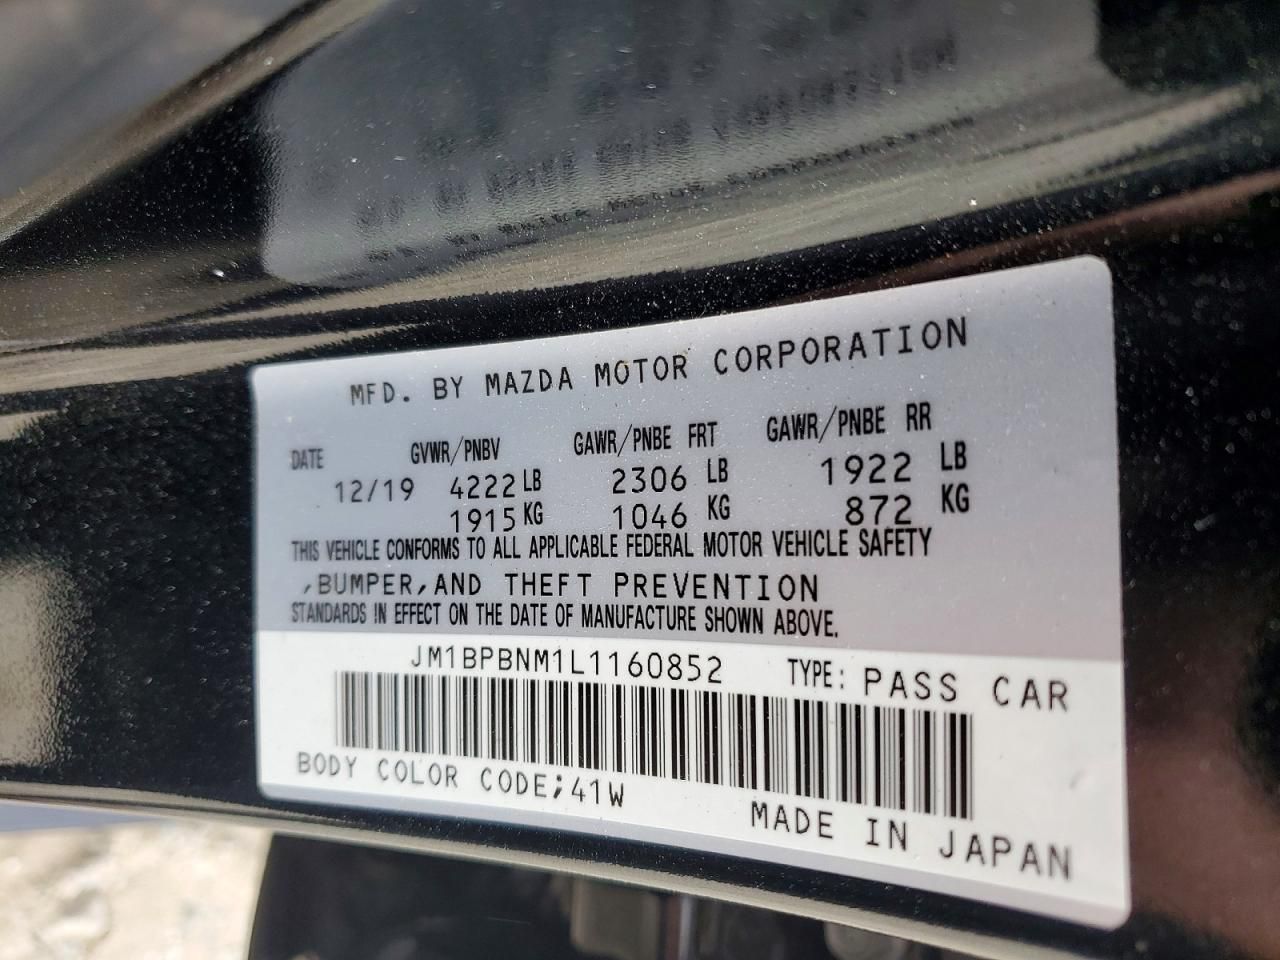 MFD. BY MAZDA MOTOR CORPORATION
DATE GVWR/PNBV GAWR/PNBE FRT GAWR/PNBE RR
12/19 4222 LB 2306 LB 1922 LB
1915 KG 1046 KG 872 KG
THIS VEHICLE CONFORMS TO ALL APPLICABLE FEDERAL MOTOR VEHICLE SAFETY
,BUMPER,AND THEFT PREVENTION
STANDARDS IN EFFECT ON THE DATE OF MANUFACTURE SHOWN ABOVE.
JM1BPBNM1L1160852 TYPE: PASS CAR
BODY COLOR CODE;41W
MADE IN JAPAN